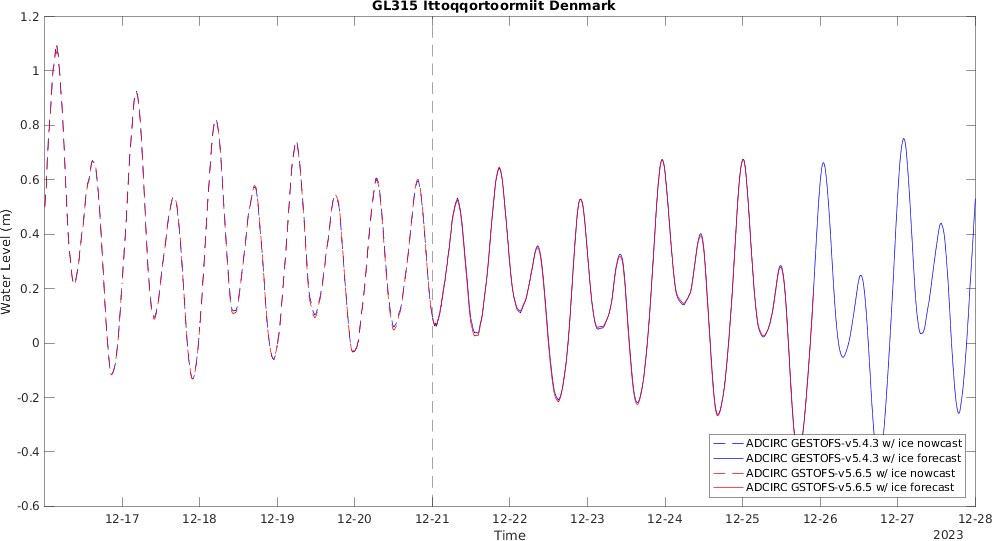 GL315 Ittoqqortoormiit Denmark
1.2
1
0.8
0.6
0.4
0.2
0
-0.2
-0.4
-0.6
Water Level (m)
ADCIRC GESTOFS-v5.4.3 w/ ice nowcast
ADCIRC GESTOFS-v5.4.3 w/ ice forecast
ADCIRC GSTOFS-v5.6.5 w/ ice nowcast
ADCIRC GSTOFS-v5.6.5 w/ ice forecast
12-17 12-18 12-19 12-20 12-21 12-22 12-23 12-24 12-25 12-26 12-27 12-28
Time
2023